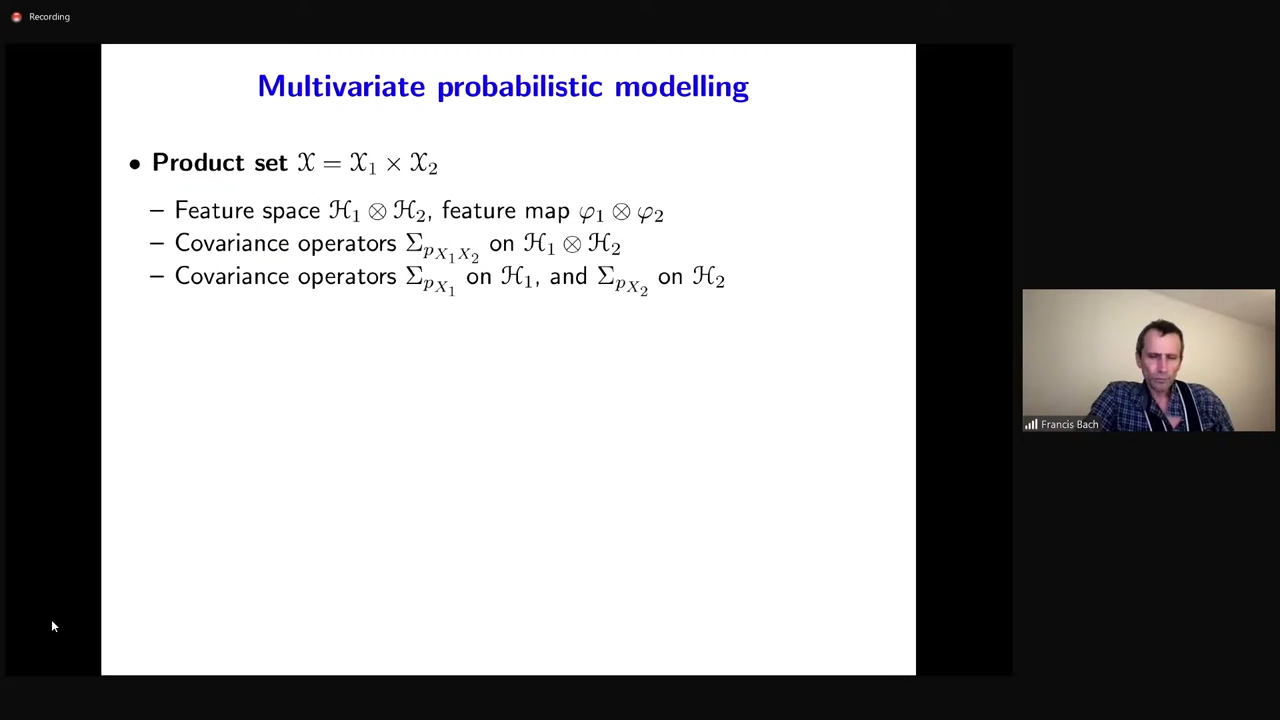 Recording
Multivariate probabilistic modelling
• Product set 𝒳 = 𝒳₁ × 𝒳₂
– Feature space ℋ₁ ⊗ ℋ₂, feature map φ₁ ⊗ φ₂
– Covariance operators Σ_{p_{X₁X₂}} on ℋ₁ ⊗ ℋ₂
– Covariance operators Σ_{p_{X₁}} on ℋ₁, and Σ_{p_{X₂}} on ℋ₂
Francis Bach